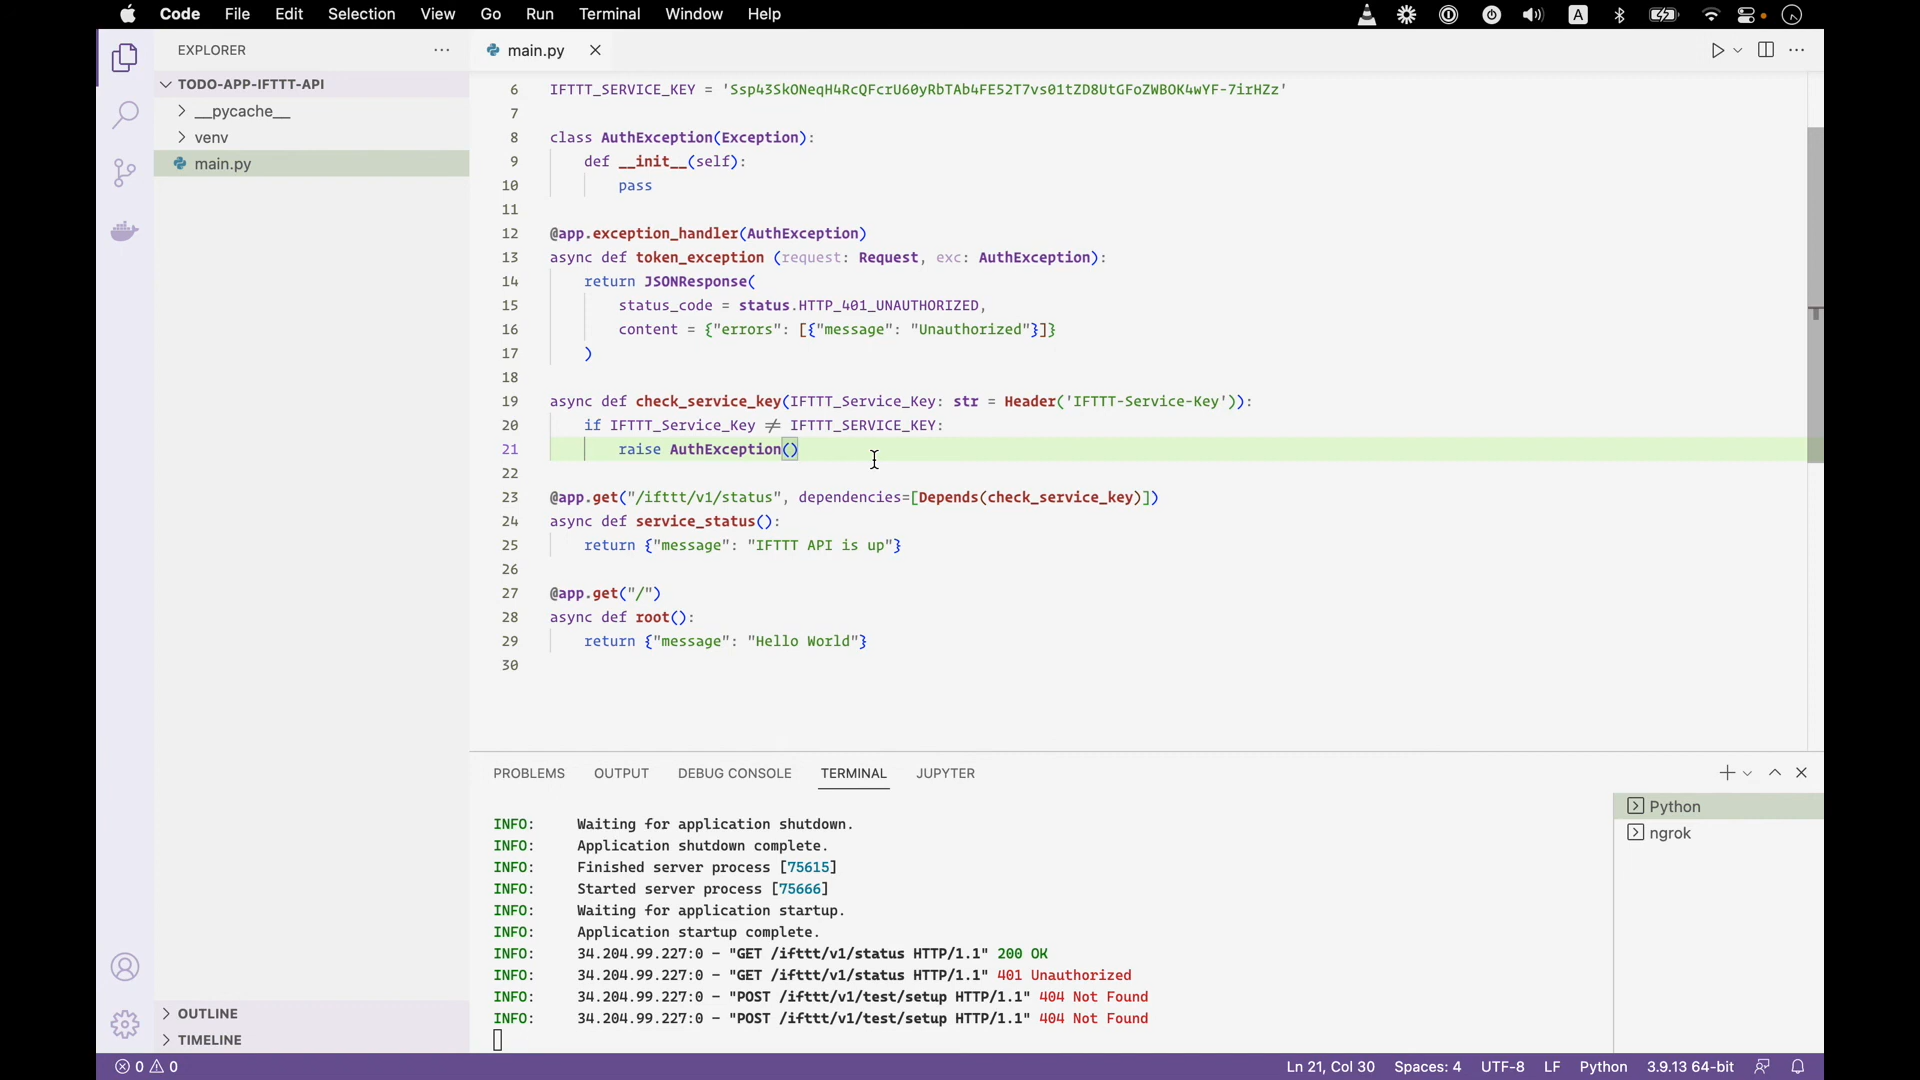 Code File Edit Selection View Go Run Terminal Window Help
EXPLORER
TODO-APP-IFTTT-API
__pycache__
venv
main.py
main.py
6 IFTTT_SERVICE_KEY = 'Ssp43SkONeqH4RcQFcrU60yRbTAb4FE52T7vs01tZD8UtGFoZWBOK4wYF-7irHZz'
7
8 class AuthException(Exception):
9 def __init__(self):
10 pass
11
12 @app.exception_handler(AuthException)
13 async def token_exception (request: Request, exc: AuthException):
14 return JSONResponse(
15 status_code = status.HTTP_401_UNAUTHORIZED,
16 content = {"errors": [{"message": "Unauthorized"}]}
17 )
18
19 async def check_service_key(IFTTT_Service_Key: str = Header('IFTTT-Service-Key')):
20 if IFTTT_Service_Key ≠ IFTTT_SERVICE_KEY:
21 raise AuthException()
22
23 @app.get("/ifttt/v1/status", dependencies=[Depends(check_service_key)])
24 async def service_status():
25 return {"message": "IFTTT API is up"}
26
27 @app.get("/")
28 async def root():
29 return {"message": "Hello World"}
30
PROBLEMS OUTPUT DEBUG CONSOLE TERMINAL JUPYTER
INFO: Waiting for application shutdown.
INFO: Application shutdown complete.
INFO: Finished server process [75615]
INFO: Started server process [75666]
INFO: Waiting for application startup.
INFO: Application startup complete.
INFO: 34.204.99.227:0 - "GET /ifttt/v1/status HTTP/1.1" 200 OK
INFO: 34.204.99.227:0 - "GET /ifttt/v1/status HTTP/1.1" 401 Unauthorized
INFO: 34.204.99.227:0 - "POST /ifttt/v1/test/setup HTTP/1.1" 404 Not Found
INFO: 34.204.99.227:0 - "POST /ifttt/v1/test/setup HTTP/1.1" 404 Not Found
Python
ngrok
OUTLINE
TIMELINE
0 0 Ln 21, Col 30 Spaces: 4 UTF-8 LF Python 3.9.13 64-bit